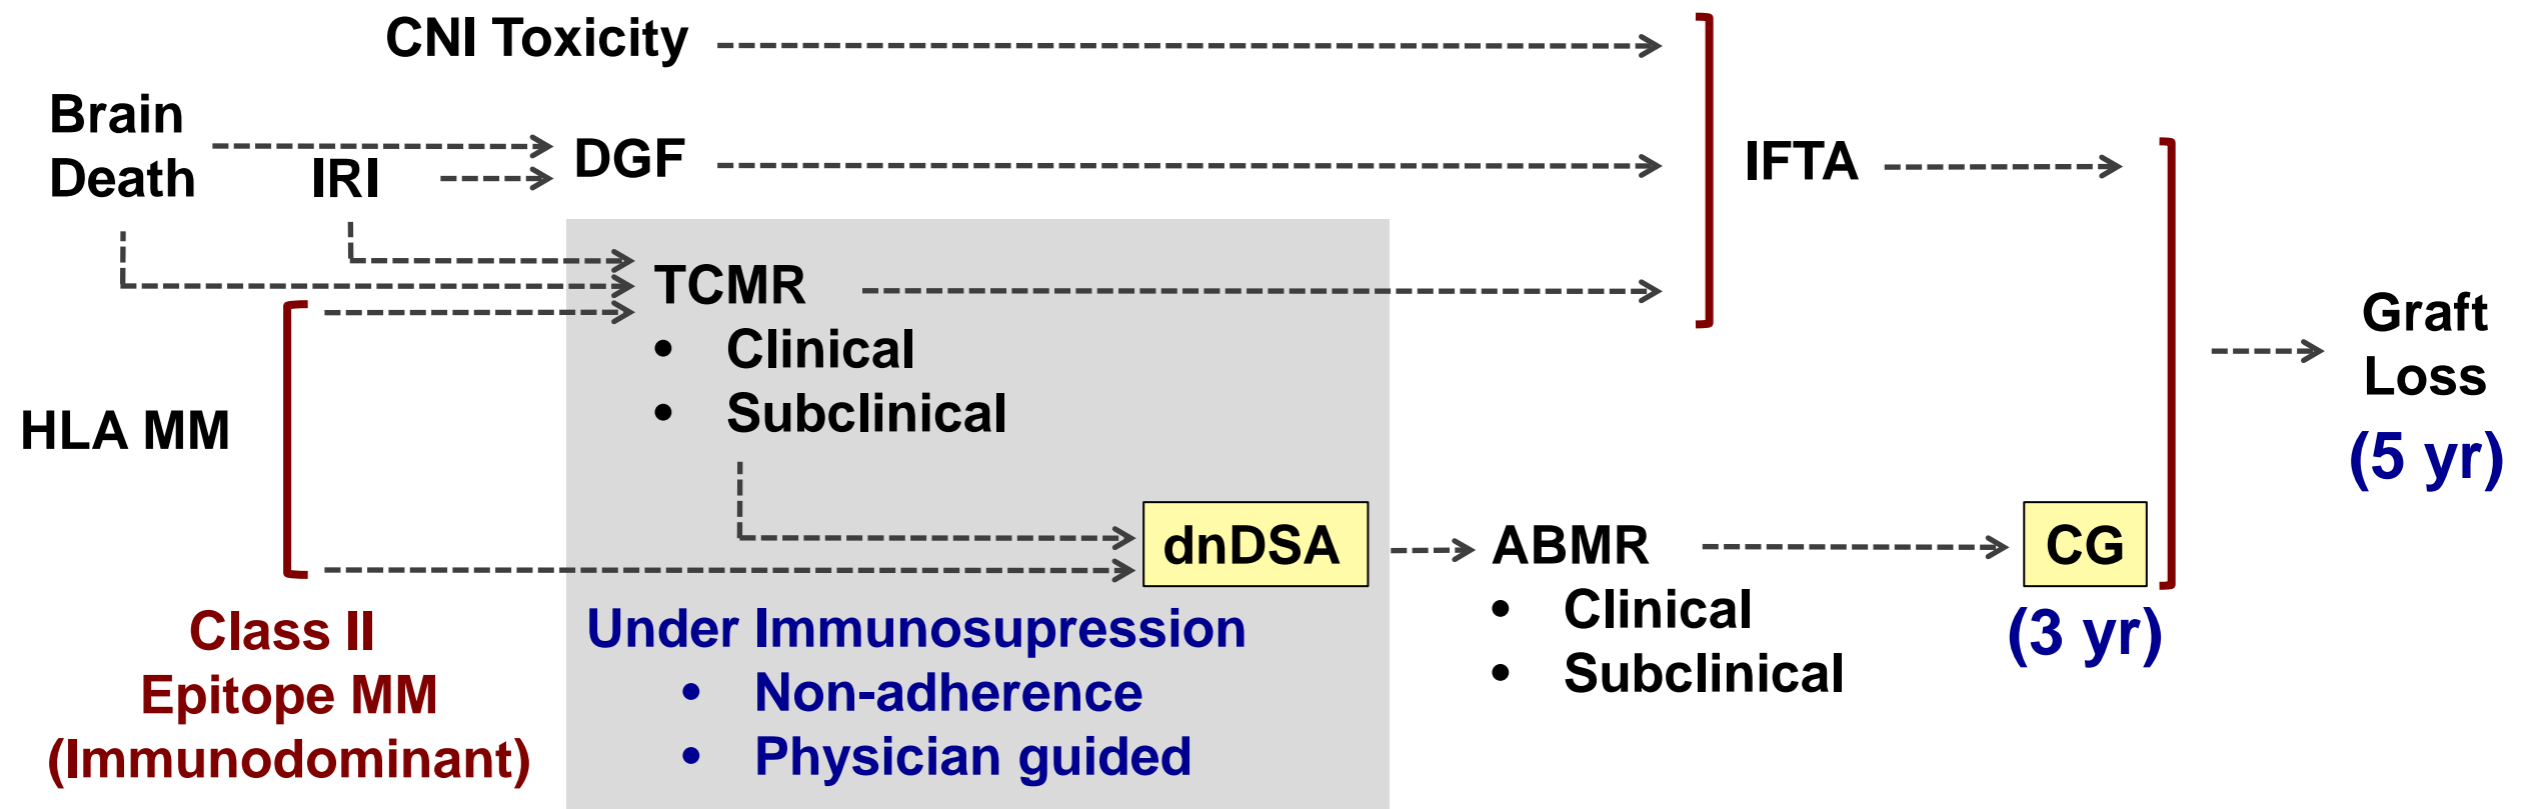 CNI Toxicity
Brain
Death
IRI
DGF
IFTA
TCMR
• Clinical
• Subclinical
HLA MM
Graft
Loss
(5 yr)
dnDSA
ABMR
• Clinical
• Subclinical
CG
(3 yr)
Class II
Epitope MM
(Immunodominant)
Under Immunosupression
• Non-adherence
• Physician guided